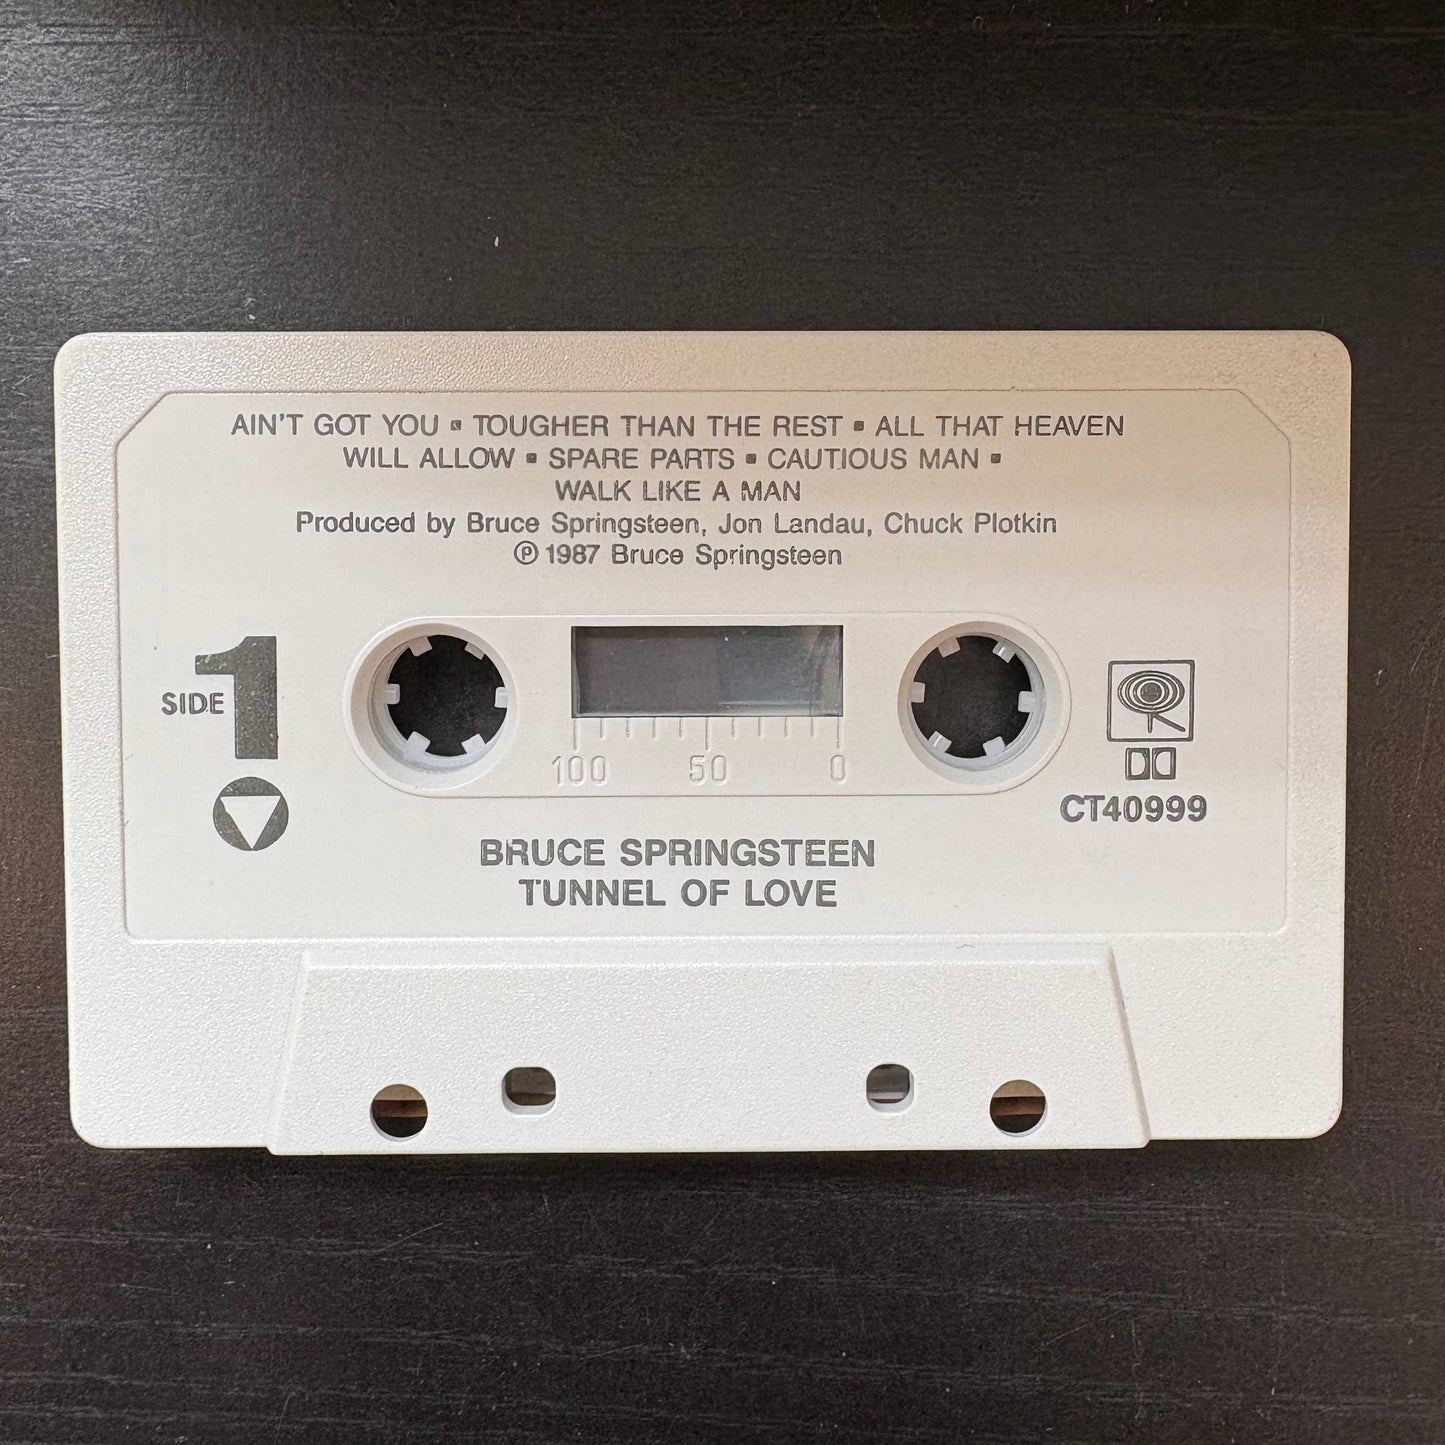 AIN'T GOT YOU ▪ TOUGHER THAN THE REST ▪ ALL THAT HEAVEN
WILL ALLOW ▪ SPARE PARTS ▪ CAUTIOUS MAN ▪
WALK LIKE A MAN
Produced by Bruce Springsteen, Jon Landau, Chuck Plotkin
℗ 1987 Bruce Springsteen
SIDE 1
100 50 0
CT40999
BRUCE SPRINGSTEEN
TUNNEL OF LOVE